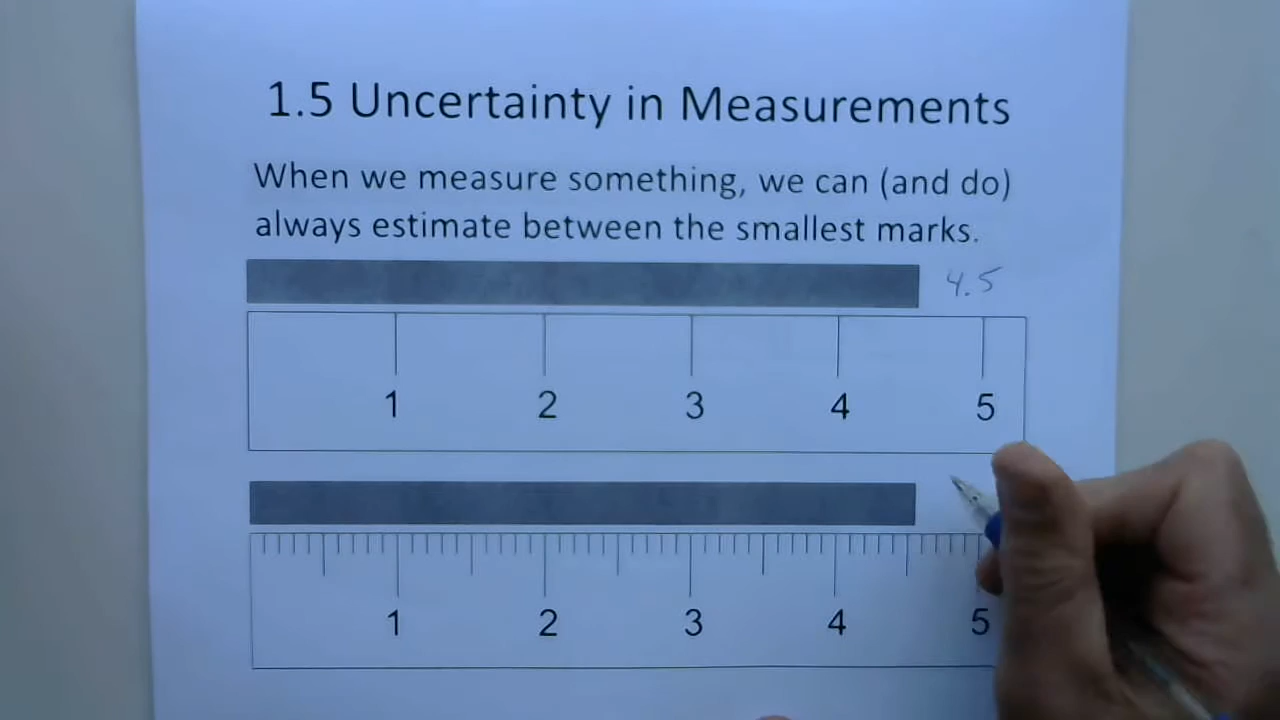 1.5 Uncertainty in Measurements
When we measure something, we can (and do)
always estimate between the smallest marks.
4.5
1 2 3 4 5
1 2 3 4 5